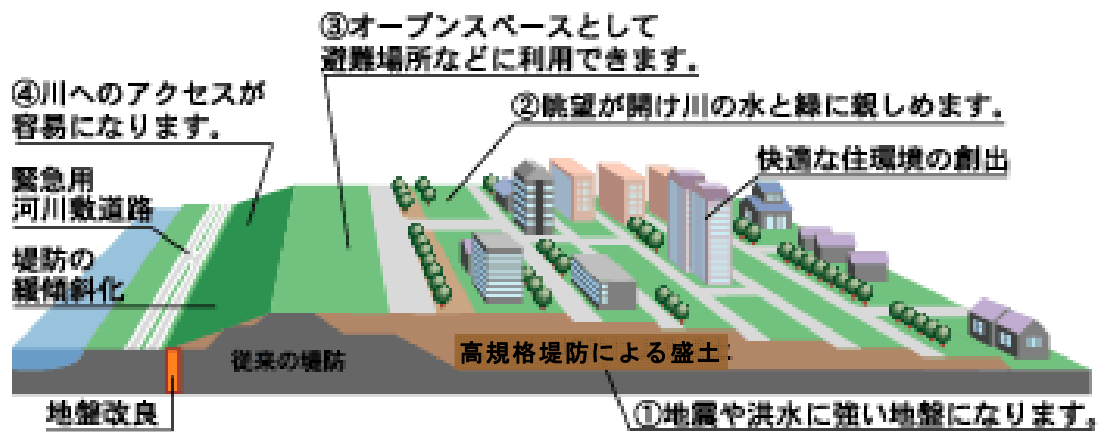 ③オープンスペースとして
避難場所などに利用できます。
④川へのアクセスが
容易になります。
②眺望が開け川の水と緑に親しめます。
快適な住環境の創出
緊急用
河川敷道路
堤防の
緩傾斜化
従来の堤防
高規格堤防による盛土
地盤改良
①地震や洪水に強い地盤になります。